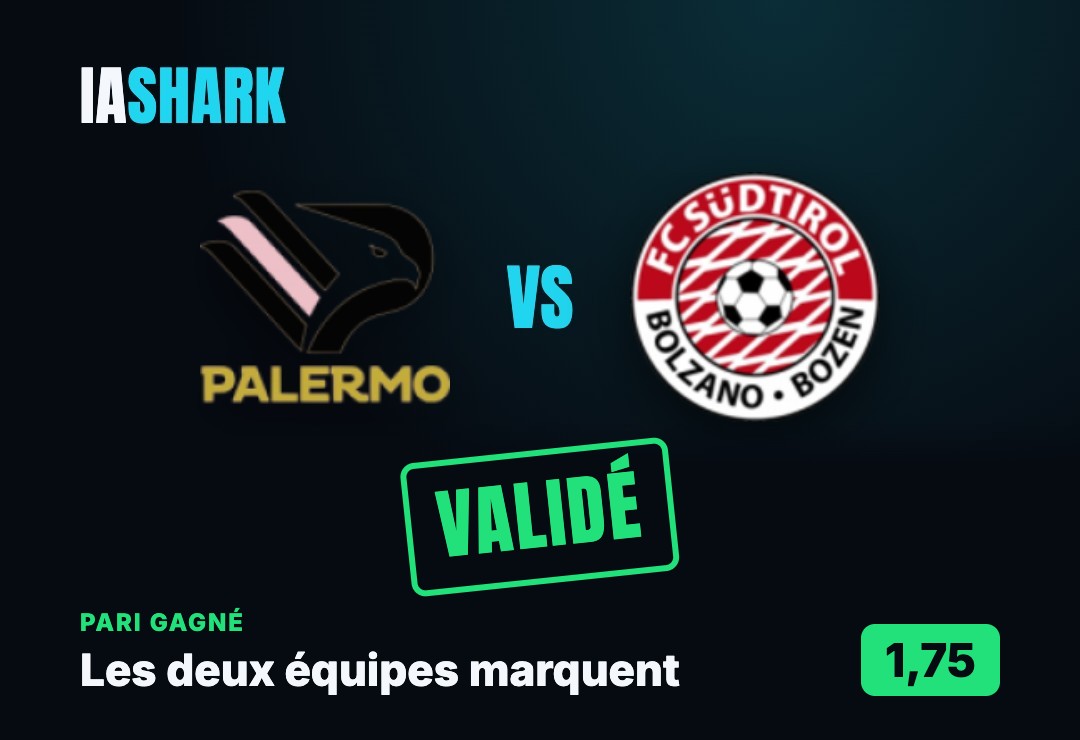 IASHARK
PALERMO
VS
FC SÜDTIROL
BOLZANO • BOZEN
VALIDÉ
PARI GAGNÉ
Les deux équipes marquent
1,75